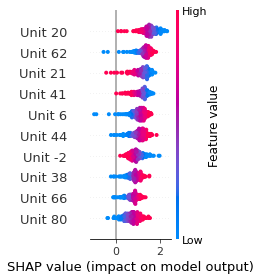 High
Unit 20
Unit 62
Unit 21
Unit 41
Unit 6
Unit 44
Unit -2
Unit 38
Unit 66
Unit 80
Feature value
Low
0 2
SHAP value (impact on model output)